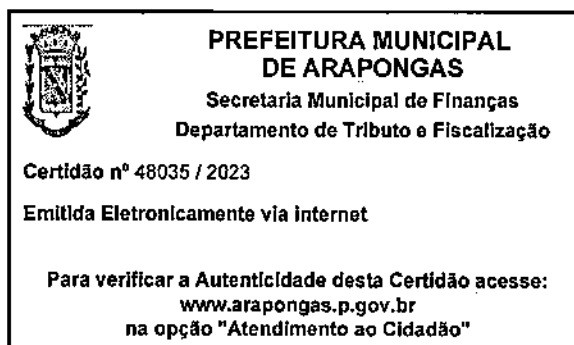 PREFEITURA MUNICIPAL
DE ARAPONGAS
Secretaria Municipal de Finanças
Departamento de Tributo e Fiscalização
Certidão nº 48035 / 2023
Emitida Eletronicamente via internet
Para verificar a Autenticidade desta Certidão acesse:
www.arapongas.p.gov.br
na opção "Atendimento ao Cidadão"